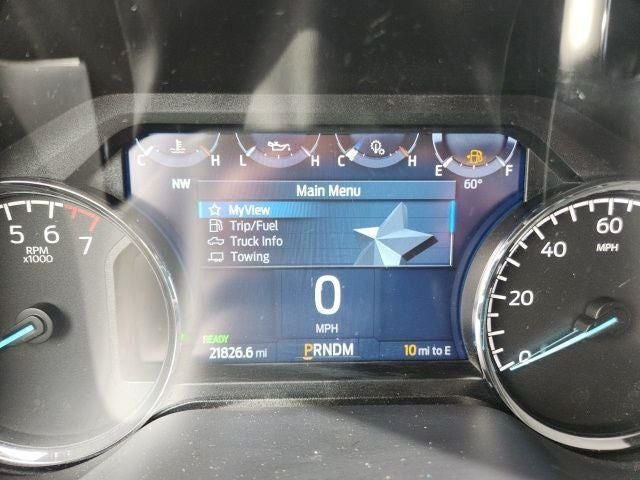 C H L H C H E F
NW 60°
Main Menu
MyView
Trip/Fuel
Truck Info
Towing
0
MPH
READY
21826.6 mi PRNDM 10 mi to E
5 6 7
RPM
x1000
0 20 40 60
MPH